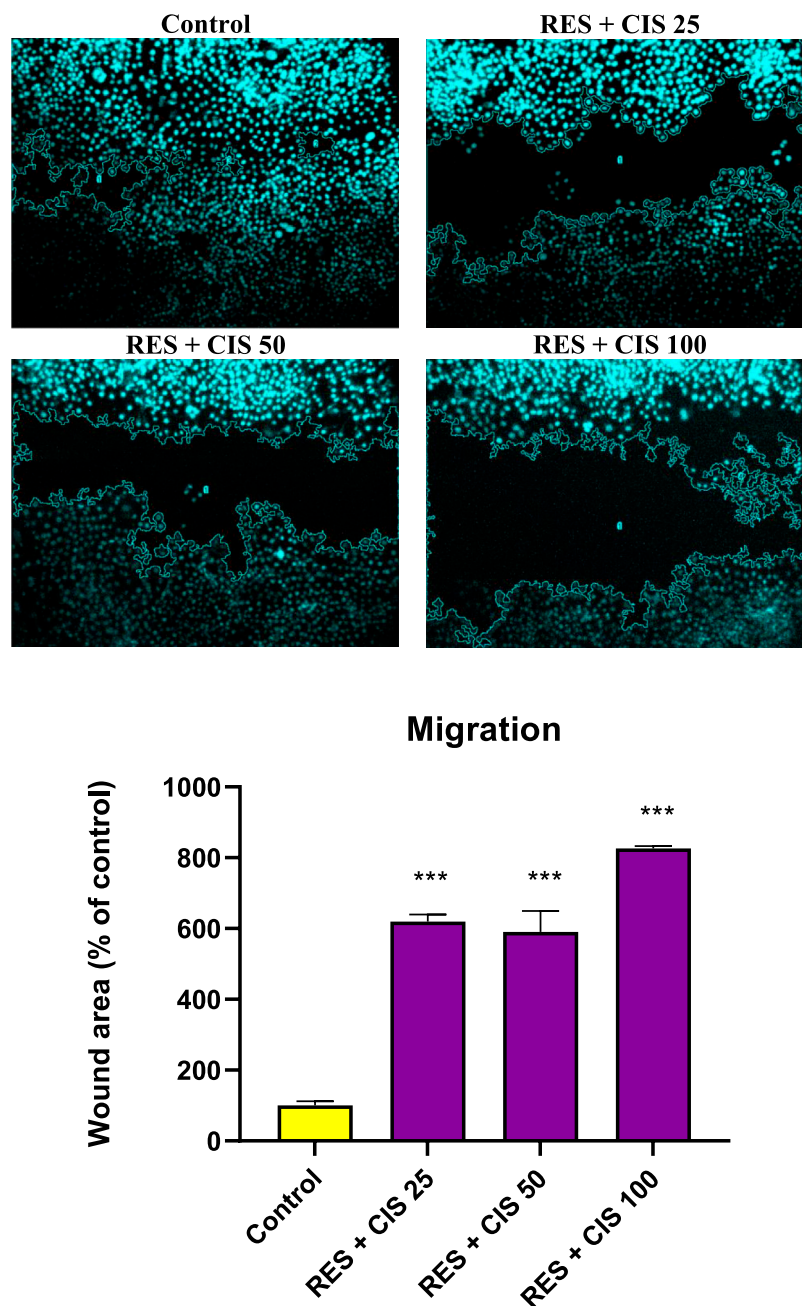 Control
RES + CIS 25
RES + CIS 50
RES + CIS 100
Migration
Wound area (% of control)
1000
800
600
400
200
0
***
***
***
Control
RES + CIS 25
RES + CIS 50
RES + CIS 100